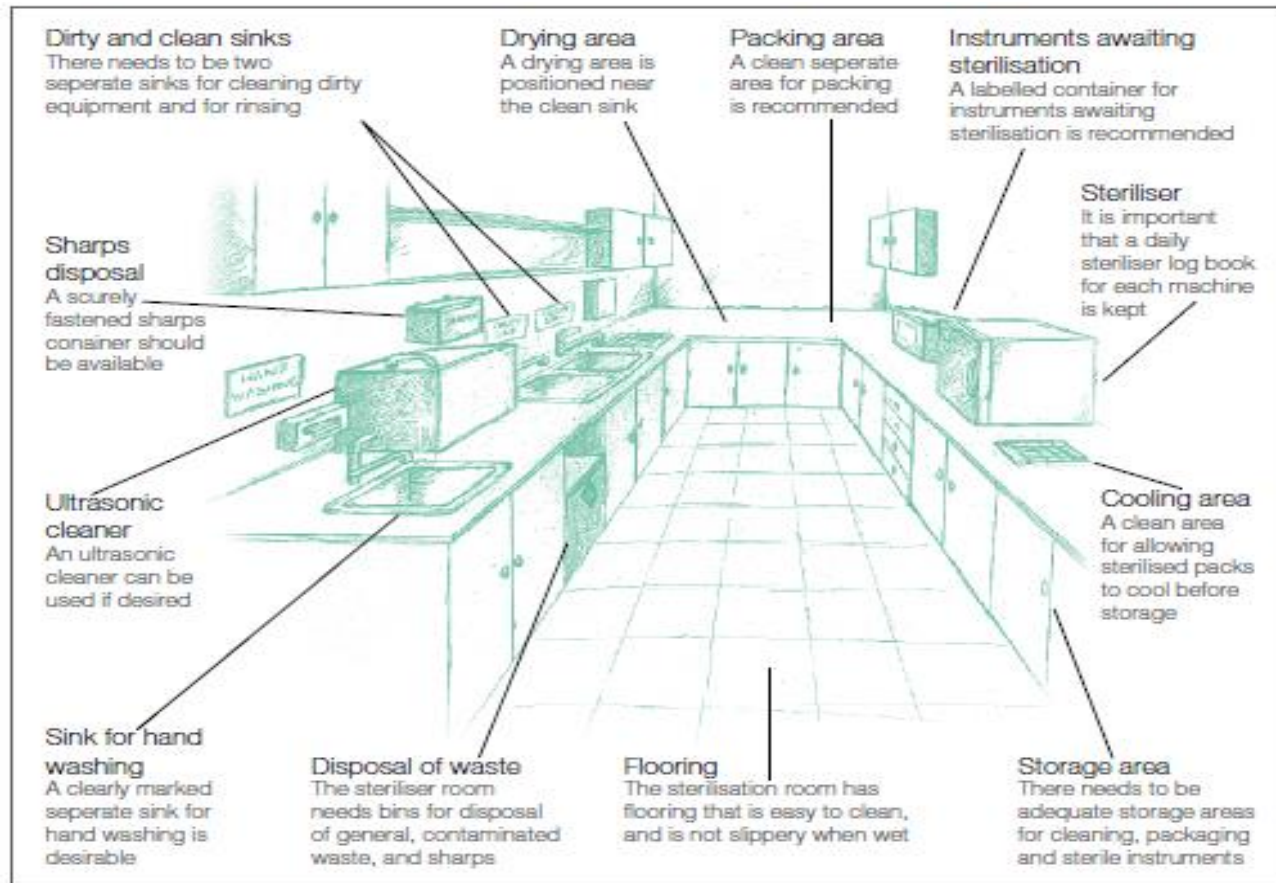 Dirty and clean sinks
There needs to be two
seperate sinks for cleaning dirty
equipment and for rinsing
Drying area
A drying area is
positioned near
the clean sink
Packing area
A clean seperate
area for packing
is recommended
Instruments awaiting
sterilisation
A labelled container for
instruments awaiting
sterilisation is recommended
Steriliser
It is important
that a daily
steriliser log book
for each machine
is kept
Sharps
disposal
A scurely
fastened sharps
conainer should
be available
HAND
WASHING
Ultrasonic
cleaner
An ultrasonic
cleaner can be
used if desired
Cooling area
A clean area
for allowing
sterilised packs
to cool before
storage
Sink for hand
washing
A clearly marked
seperate sink for
hand washing is
desirable
Disposal of waste
The steriliser room
needs bins for disposal
of general, contaminated
waste, and sharps
Flooring
The sterilisation room has
flooring that is easy to clean,
and is not slippery when wet
Storage area
There needs to be
adequate storage areas
for cleaning, packaging
and sterile instruments